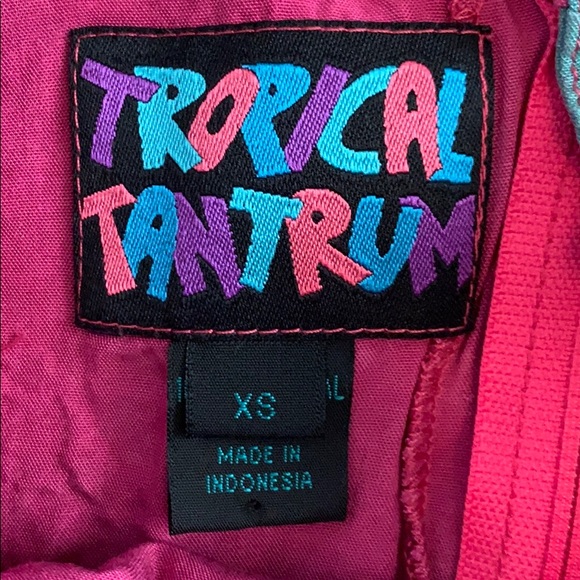 TROPICAL
TANTRUM
XS
MADE IN
INDONESIA